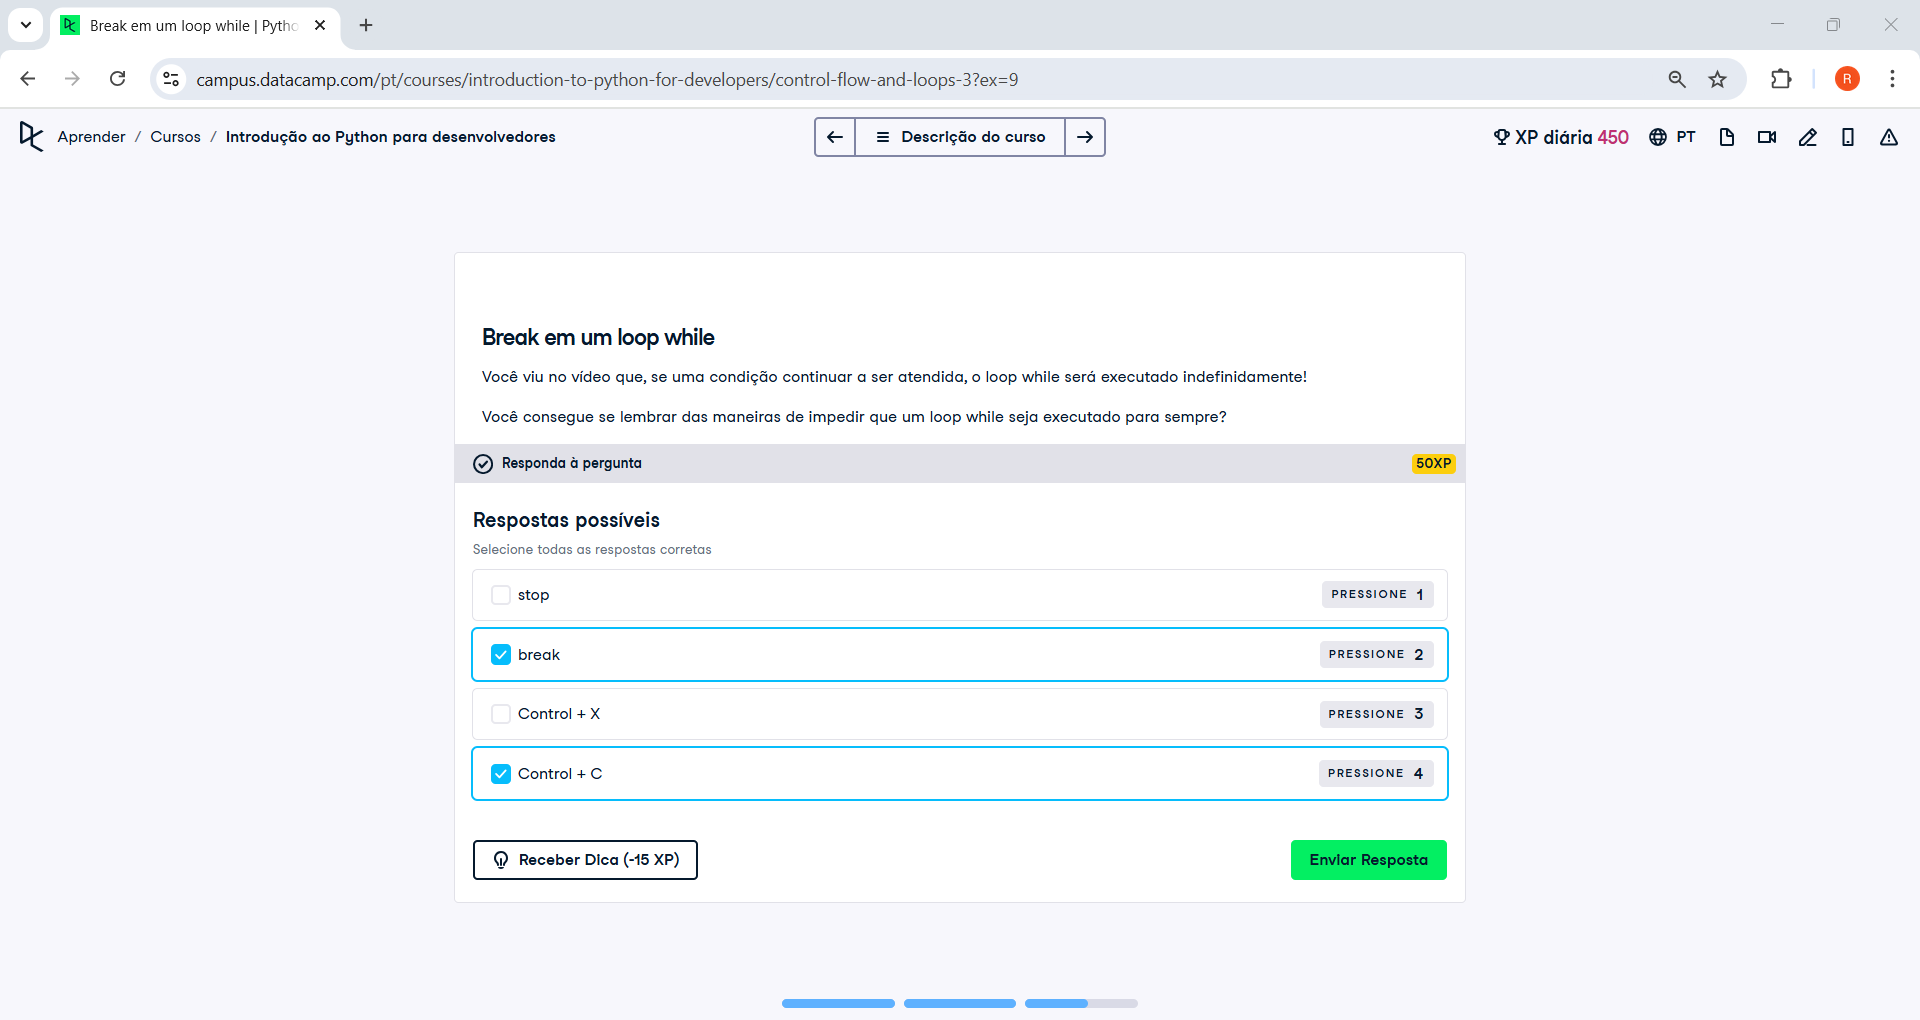 Break em um loop while | Pytho
campus.datacamp.com/pt/courses/introduction-to-python-for-developers/control-flow-and-loops-3?ex=9
R
Aprender / Cursos / Introdução ao Python para desenvolvedores
Descrição do curso
XP diária 450
PT
Break em um loop while
Você viu no vídeo que, se uma condição continuar a ser atendida, o loop while será executado indefinidamente!
Você consegue se lembrar das maneiras de impedir que um loop while seja executado para sempre?
Responda à pergunta
50XP
Respostas possíveis
Selecione todas as respostas corretas
stop
PRESSIONE 1
break
PRESSIONE 2
Control + X
PRESSIONE 3
Control + C
PRESSIONE 4
Receber Dica (-15 XP)
Enviar Resposta